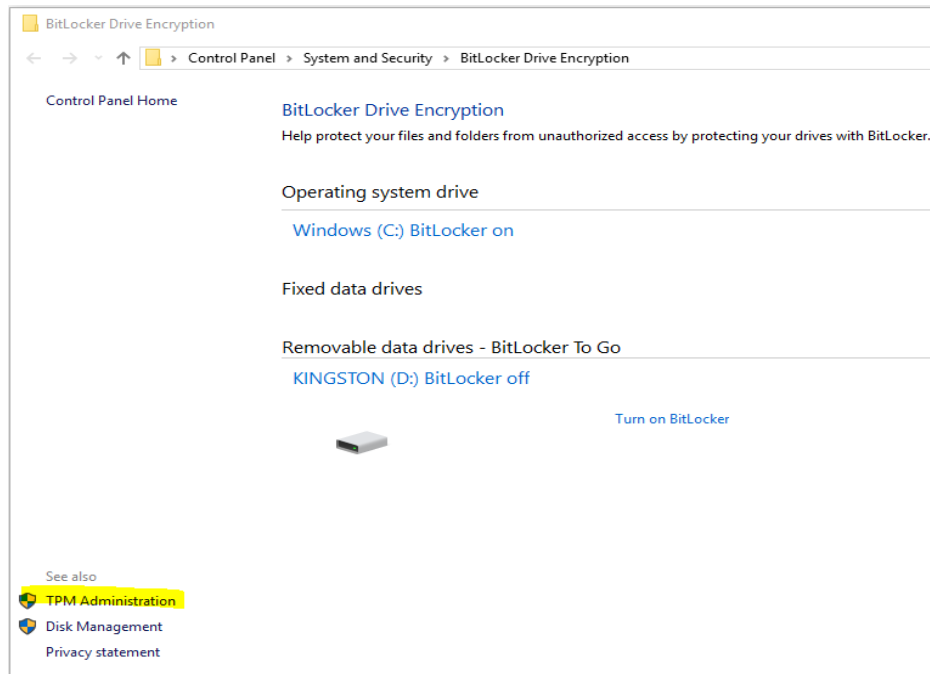 BitLocker Drive Encryption
Control Panel > System and Security > BitLocker Drive Encryption
Control Panel Home
BitLocker Drive Encryption
Help protect your files and folders from unauthorized access by protecting your drives with BitLocker.
Operating system drive
Windows (C:) BitLocker on
Fixed data drives
Removable data drives - BitLocker To Go
KINGSTON (D:) BitLocker off
Turn on BitLocker
See also
TPM Administration
Disk Management
Privacy statement